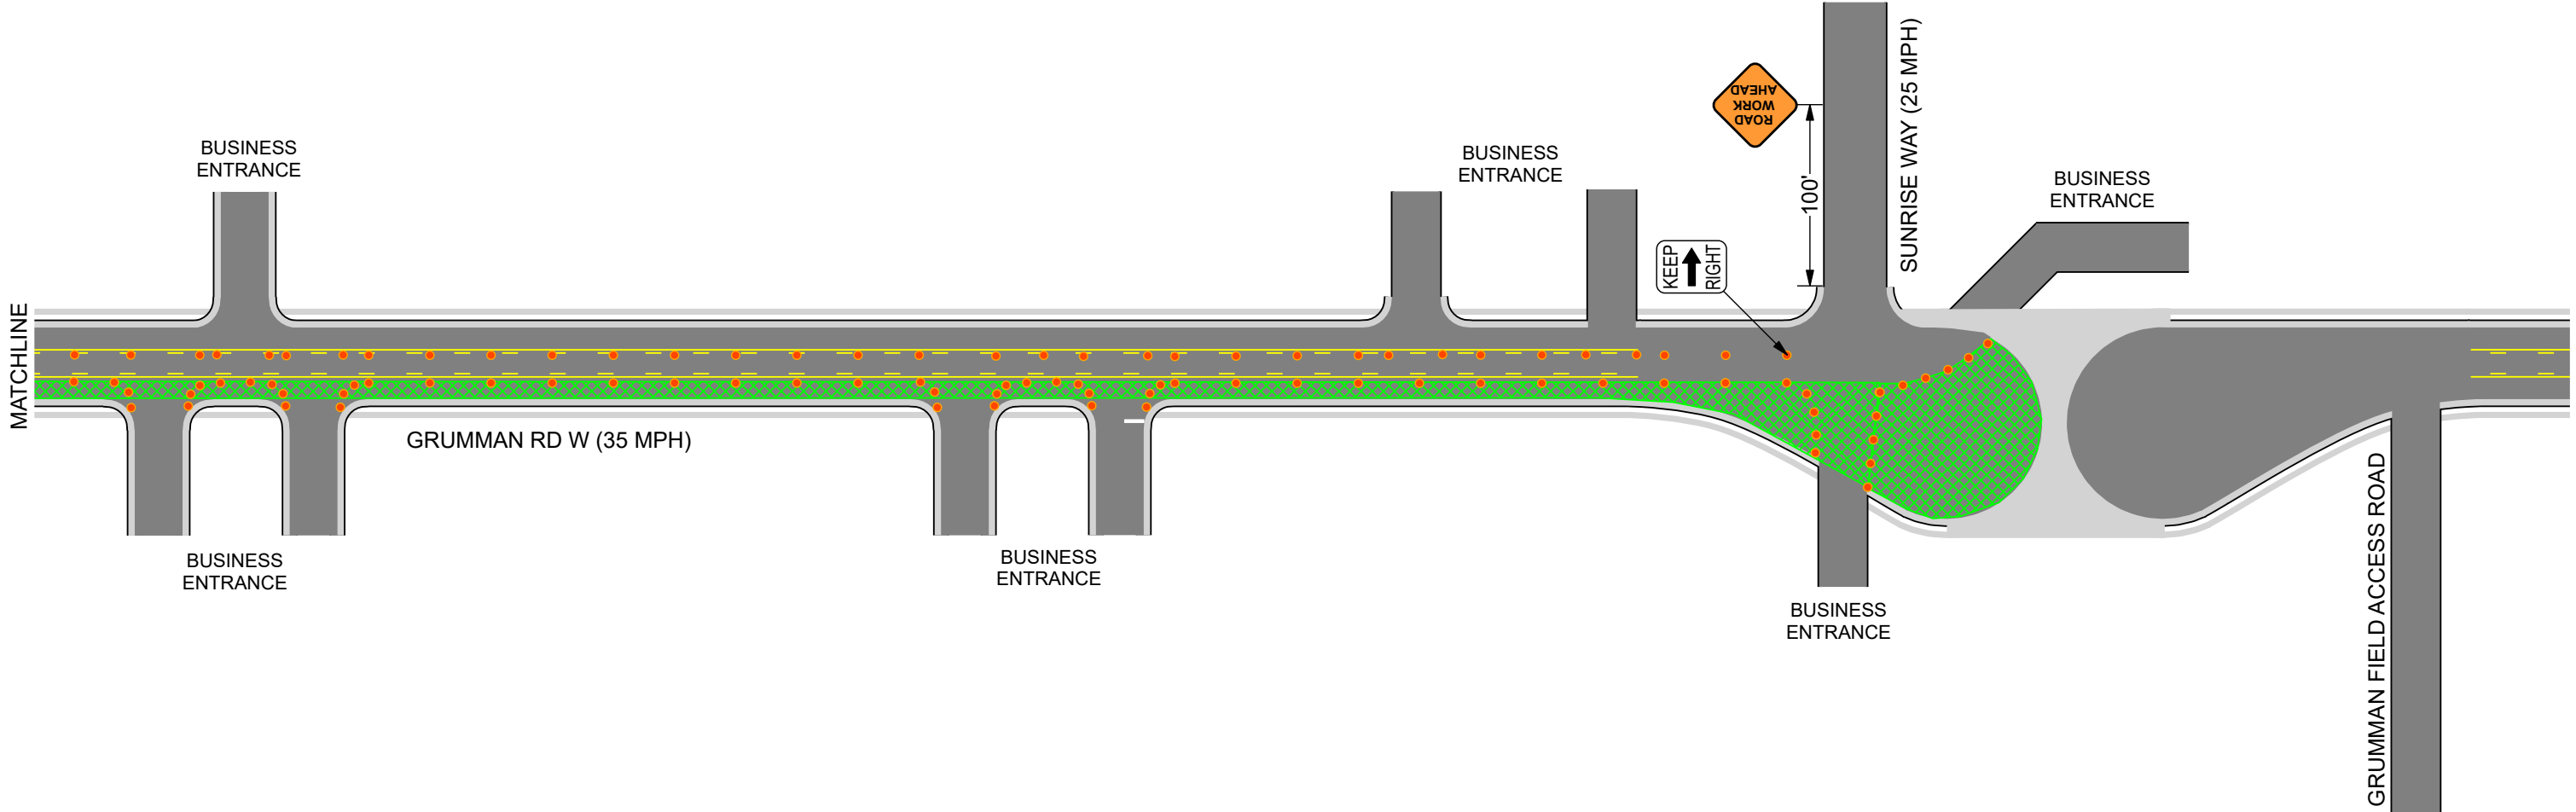 BUSINESS
ENTRANCE
BUSINESS
ENTRANCE
ROAD
WORK
AHEAD
100'
SUNRISE WAY (25 MPH)
BUSINESS
ENTRANCE
KEEP
RIGHT
MATCHLINE
GRUMMAN RD W (35 MPH)
BUSINESS
ENTRANCE
BUSINESS
ENTRANCE
BUSINESS
ENTRANCE
GRUMMAN FIELD ACCESS ROAD